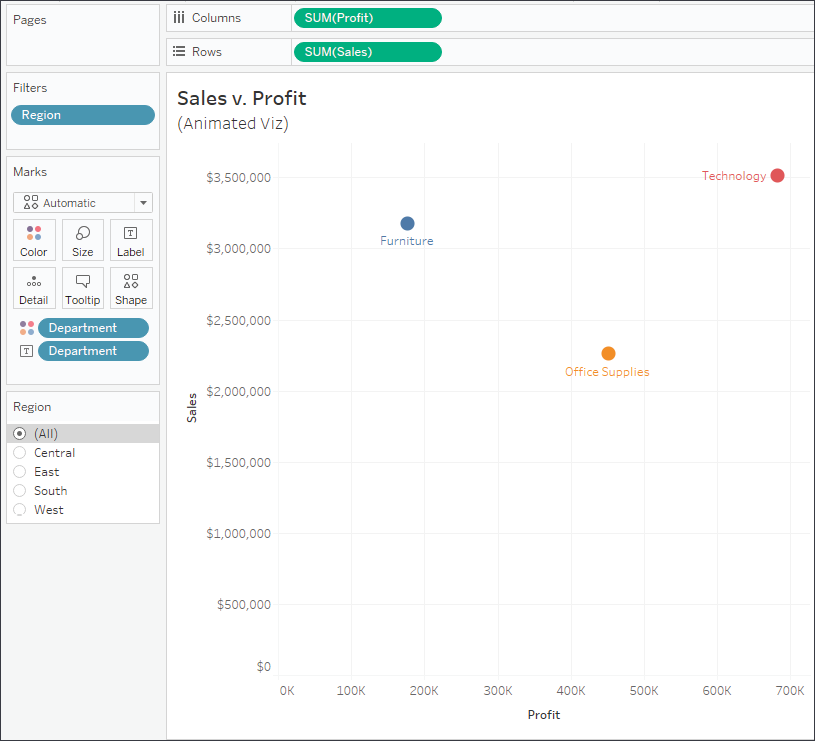 Pages
Columns
SUM(Profit)
Rows
SUM(Sales)
Filters
Region
Marks
Automatic
Color
Size
Label
Detail
Tooltip
Shape
Department
Department
Region
(All)
Central
East
South
West
Sales v. Profit
(Animated Viz)
$3,500,000
$3,000,000
$2,500,000
$2,000,000
$1,500,000
$1,000,000
$500,000
$0
Sales
Technology
Furniture
Office Supplies
0K 100K 200K 300K 400K 500K 600K 700K
Profit